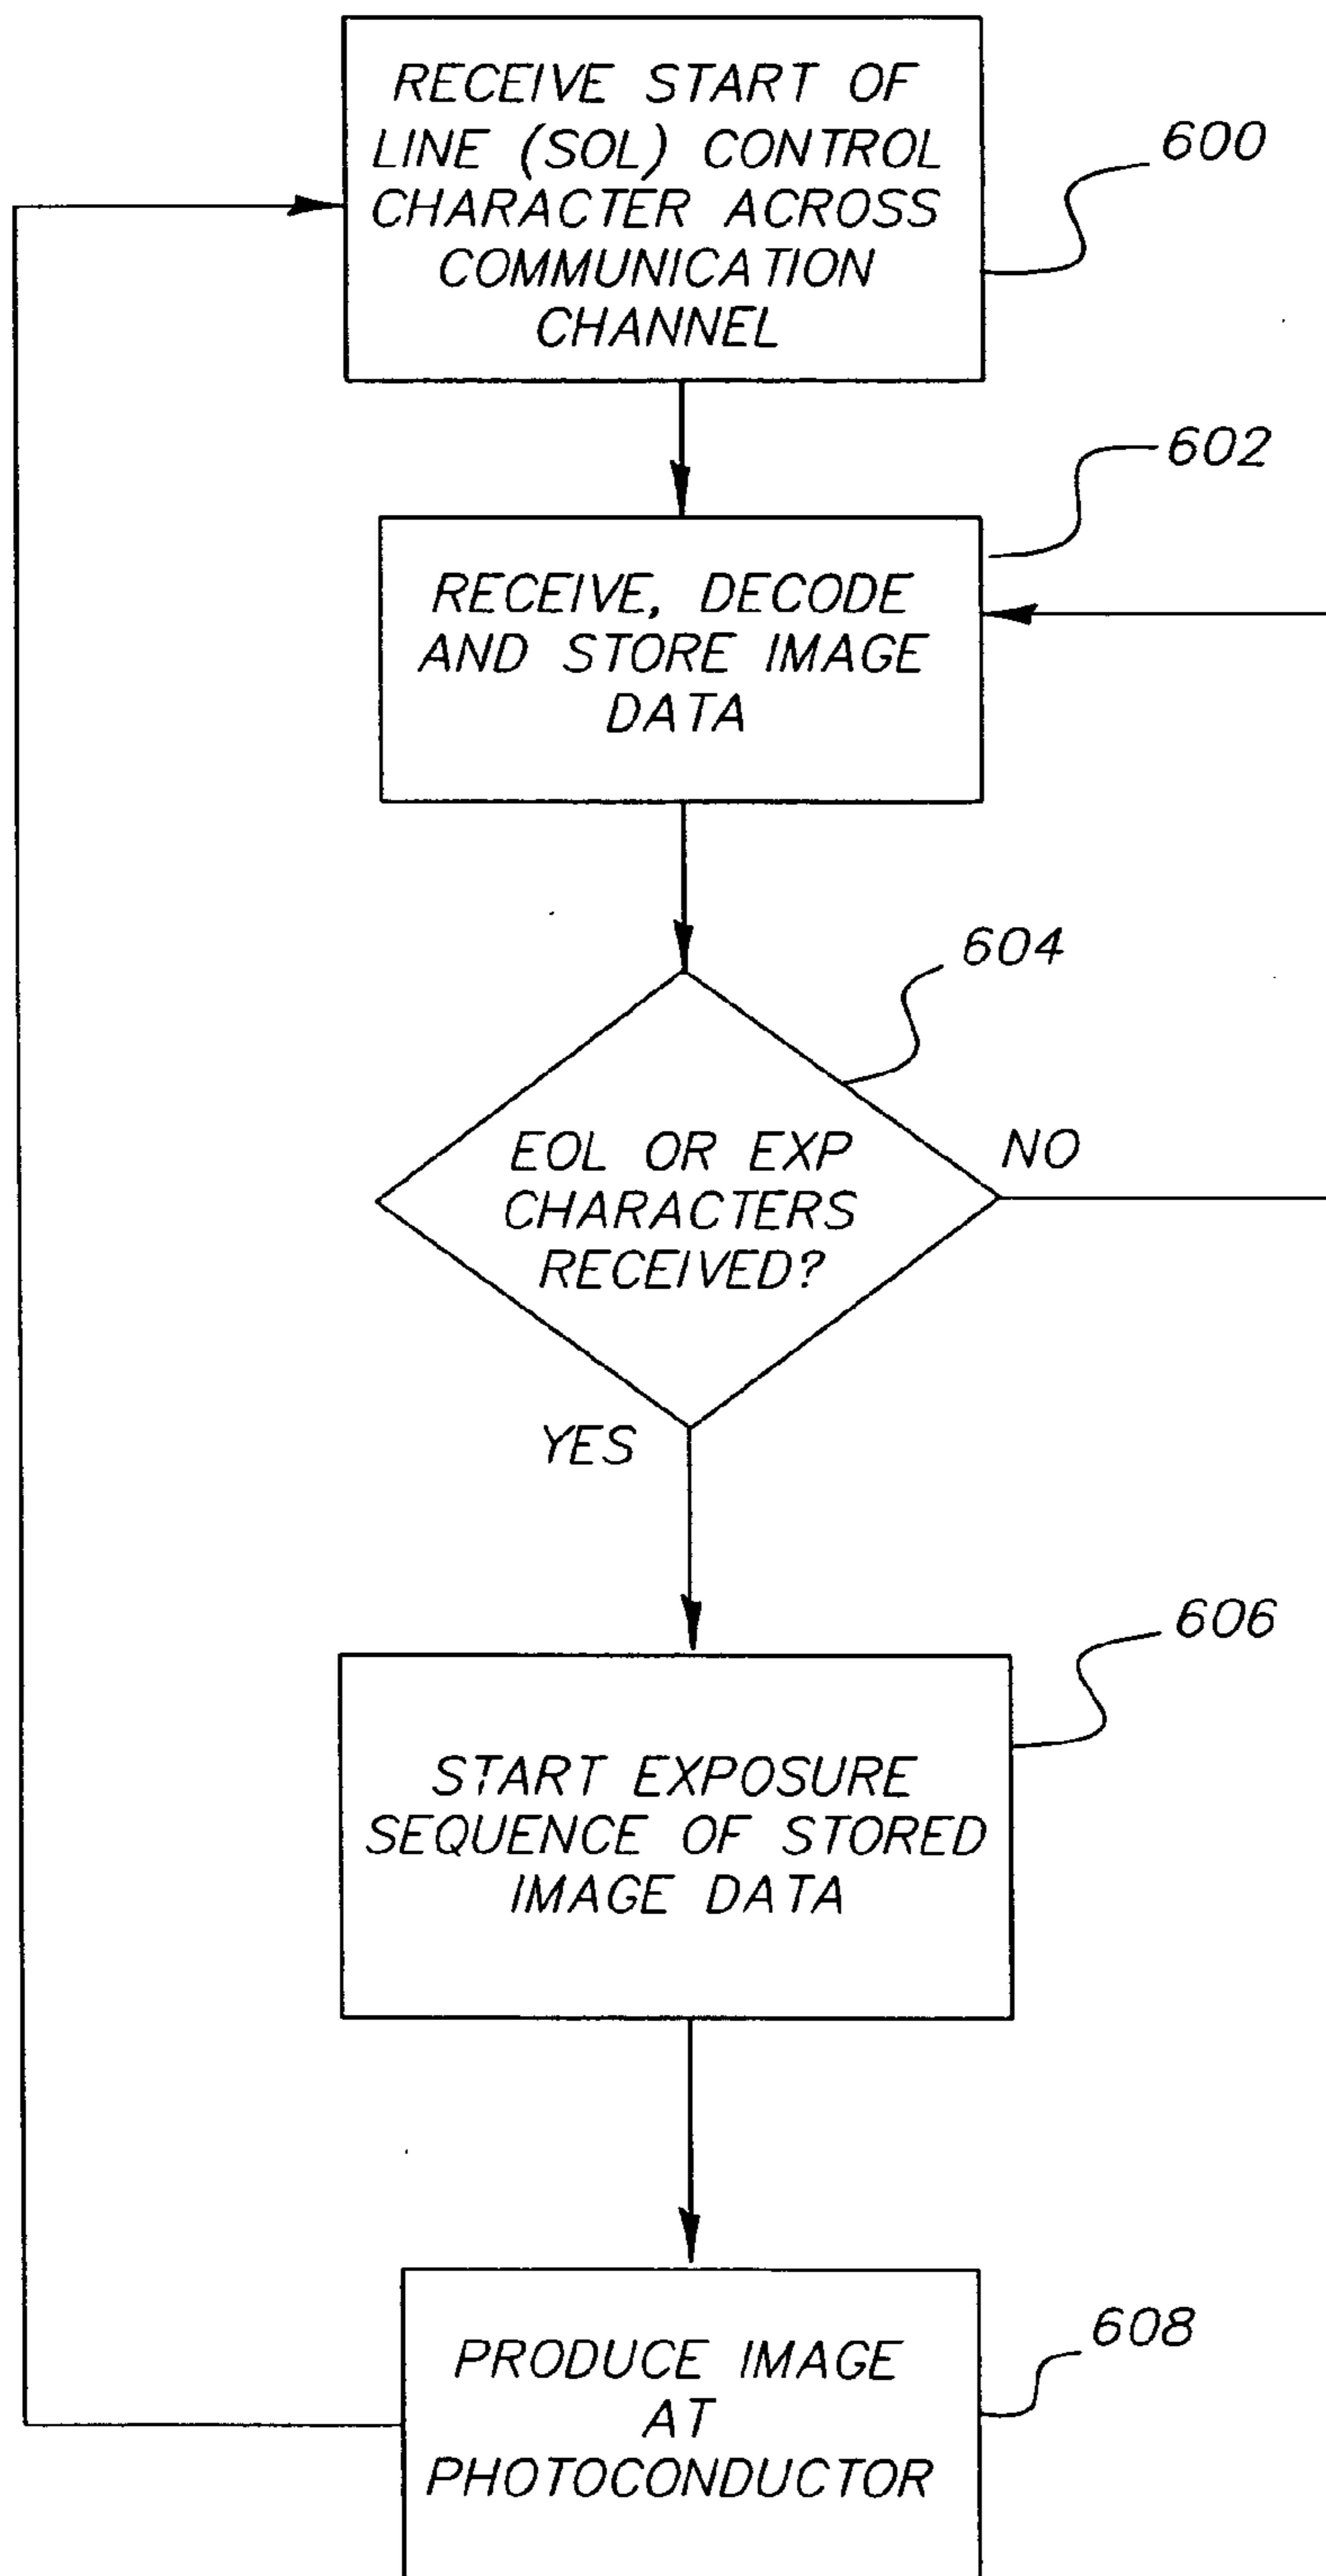 RECEIVE START OF
LINE (SOL) CONTROL
CHARACTER ACROSS
COMMUNICATION
CHANNEL
600
602
RECEIVE, DECODE
AND STORE IMAGE
DATA
604
EOL OR EXP
CHARACTERS
RECEIVED?
NO
YES
606
START EXPOSURE
SEQUENCE OF STORED
IMAGE DATA
608
PRODUCE IMAGE
AT
PHOTOCONDUCTOR